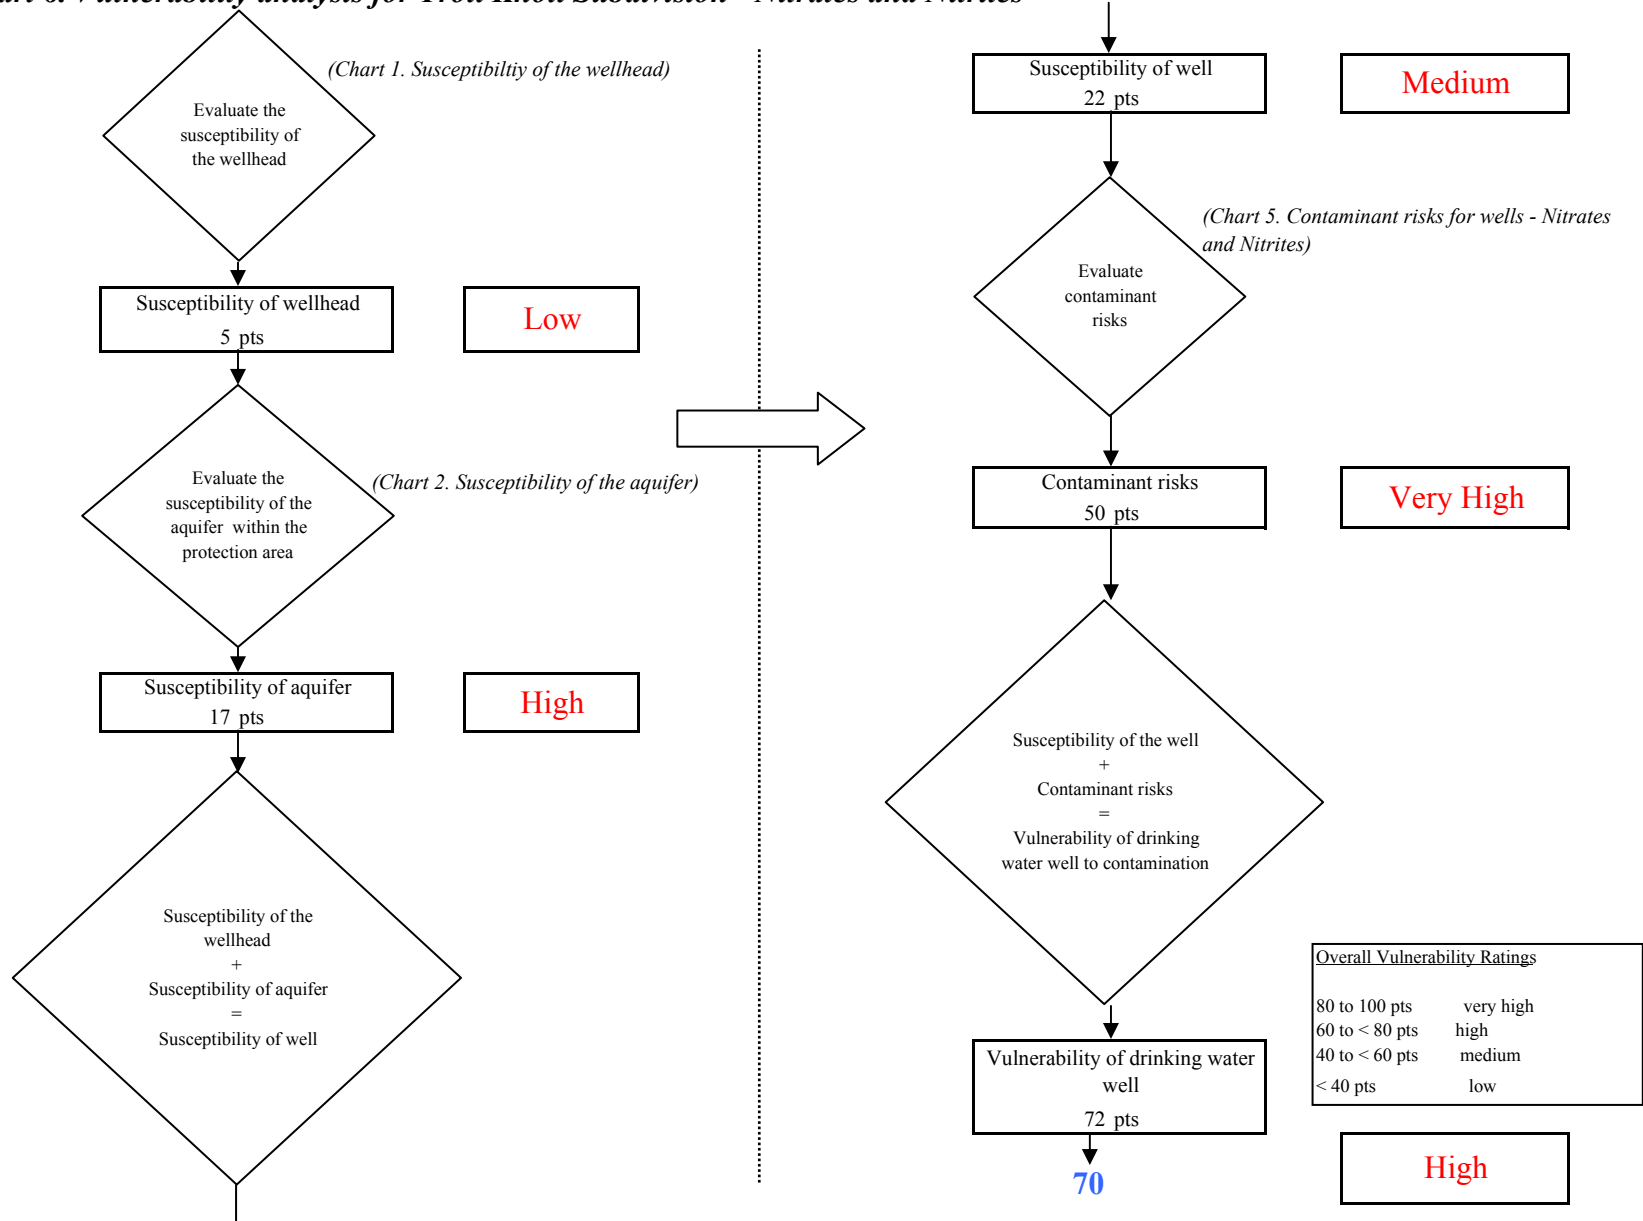 (Chart 1. Susceptibiltiy of the wellhead)
Evaluate the
susceptibility of
the wellhead
Susceptibility of wellhead
5 pts
Low
Evaluate the
susceptibility of the
aquifer within the
protection area
(Chart 2. Susceptibility of the aquifer)
Susceptibility of aquifer
17 pts
High
Susceptibility of the
wellhead
+
Susceptibility of aquifer
=
Susceptibility of well
Susceptibility of well
22 pts
Medium
(Chart 5. Contaminant risks for wells - Nitrates
and Nitrites)
Evaluate
contaminant
risks
Contaminant risks
50 pts
Very High
Susceptibility of the well
+
Contaminant risks
=
Vulnerability of drinking
water well to contamination
Overall Vulnerability Ratings
80 to 100 pts very high
60 to < 80 pts high
40 to < 60 pts medium
< 40 pts low
Vulnerability of drinking water
well
72 pts
70
High